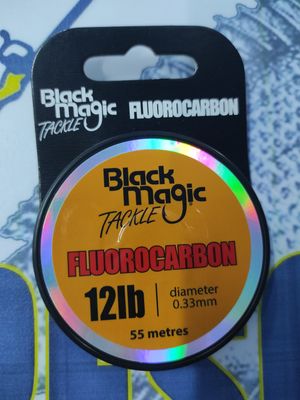 Black Magic TACKLE FLUOROCARBON
Black
Magic
TACKLE
FLUOROCARBON
12lb
diameter
0.33mm
55 metres